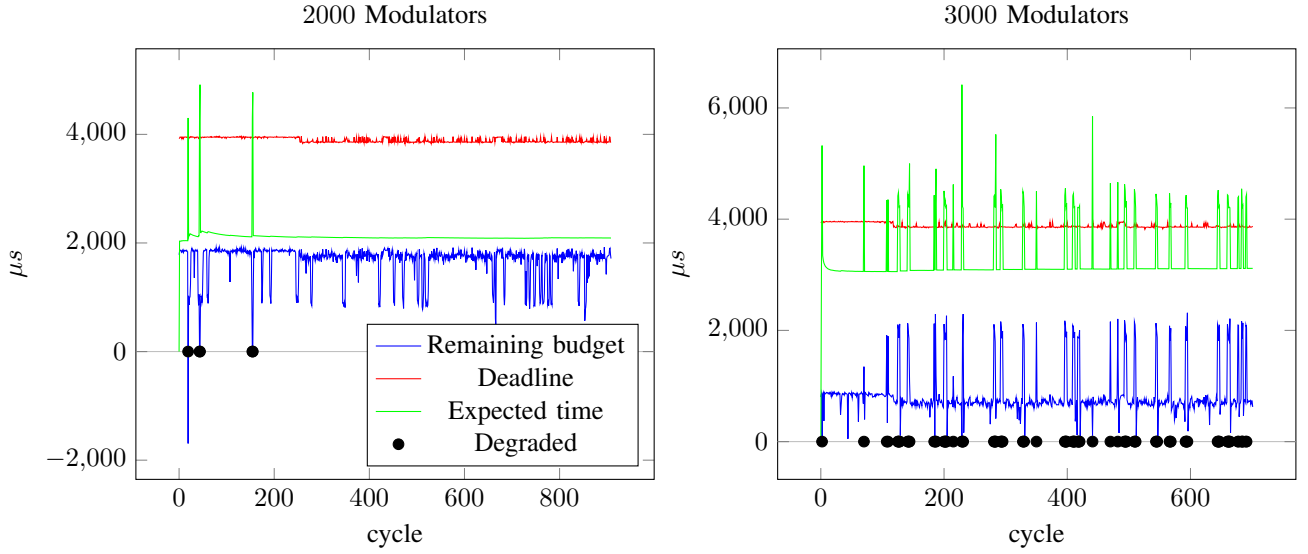 2000 Modulators
4,000
2,000
0
−2,000
μs
0
200
400
600
800
cycle
Remaining budget
Deadline
Expected time
Degraded
3000 Modulators
6,000
4,000
2,000
0
μs
0
200
400
600
cycle